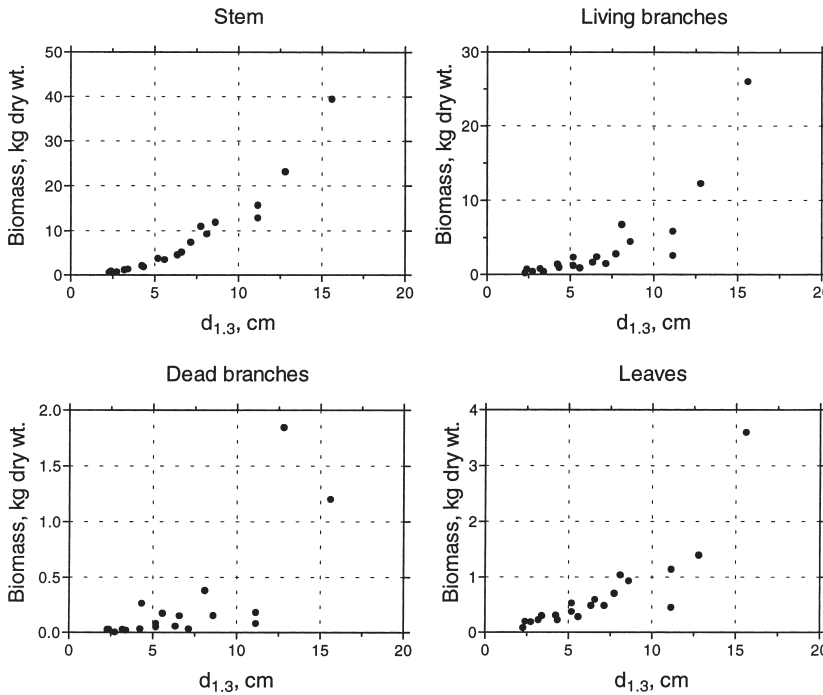 Stem
Biomass, kg dry wt.
50
40
30
20
10
0
0 5 10 15 20
d1.3, cm
Living branches
Biomass, kg dry wt.
30
20
10
0
0 5 10 15 20
d1.3, cm
Dead branches
Biomass, kg dry wt.
2.0
1.5
1.0
0.5
0.0
0 5 10 15 20
d1.3, cm
Leaves
Biomass, kg dry wt.
4
3
2
1
0
0 5 10 15 20
d1.3, cm